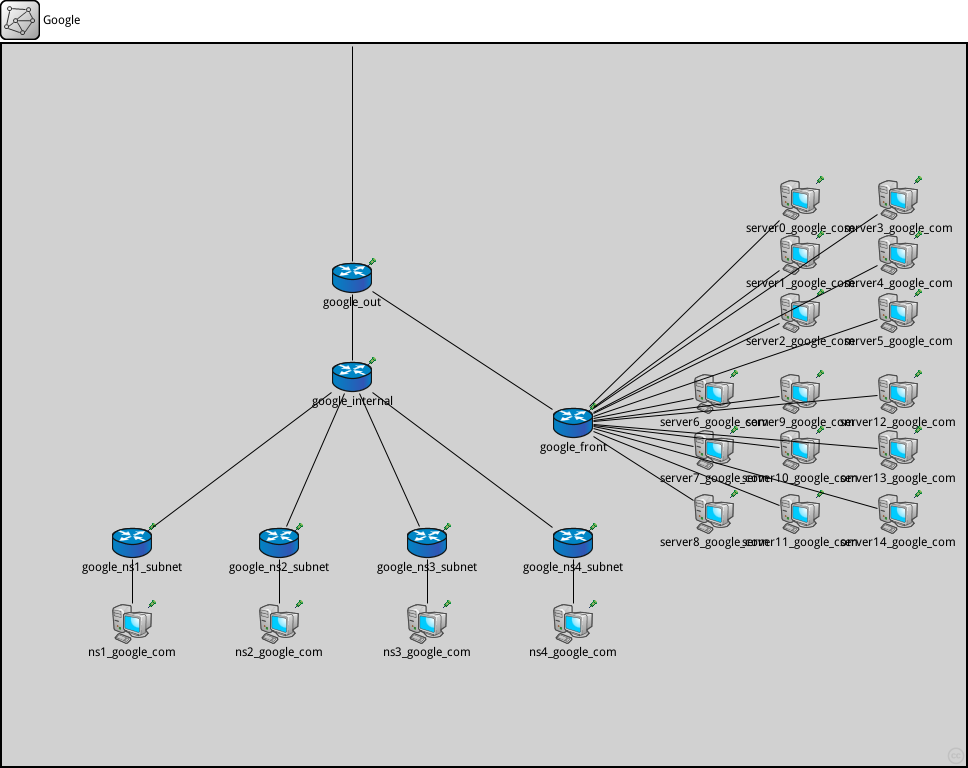 Google
server0_google_com
server3_google_com
server1_google_com
server4_google_com
google_out
server2_google_com
server5_google_com
google_internal
server6_google_com
server9_google_com
server12_google_com
google_front
server7_google_com
server10_google_com
server13_google_com
server8_google_com
server11_google_com
server14_google_com
google_ns1_subnet
google_ns2_subnet
google_ns3_subnet
google_ns4_subnet
ns1_google_com
ns2_google_com
ns3_google_com
ns4_google_com